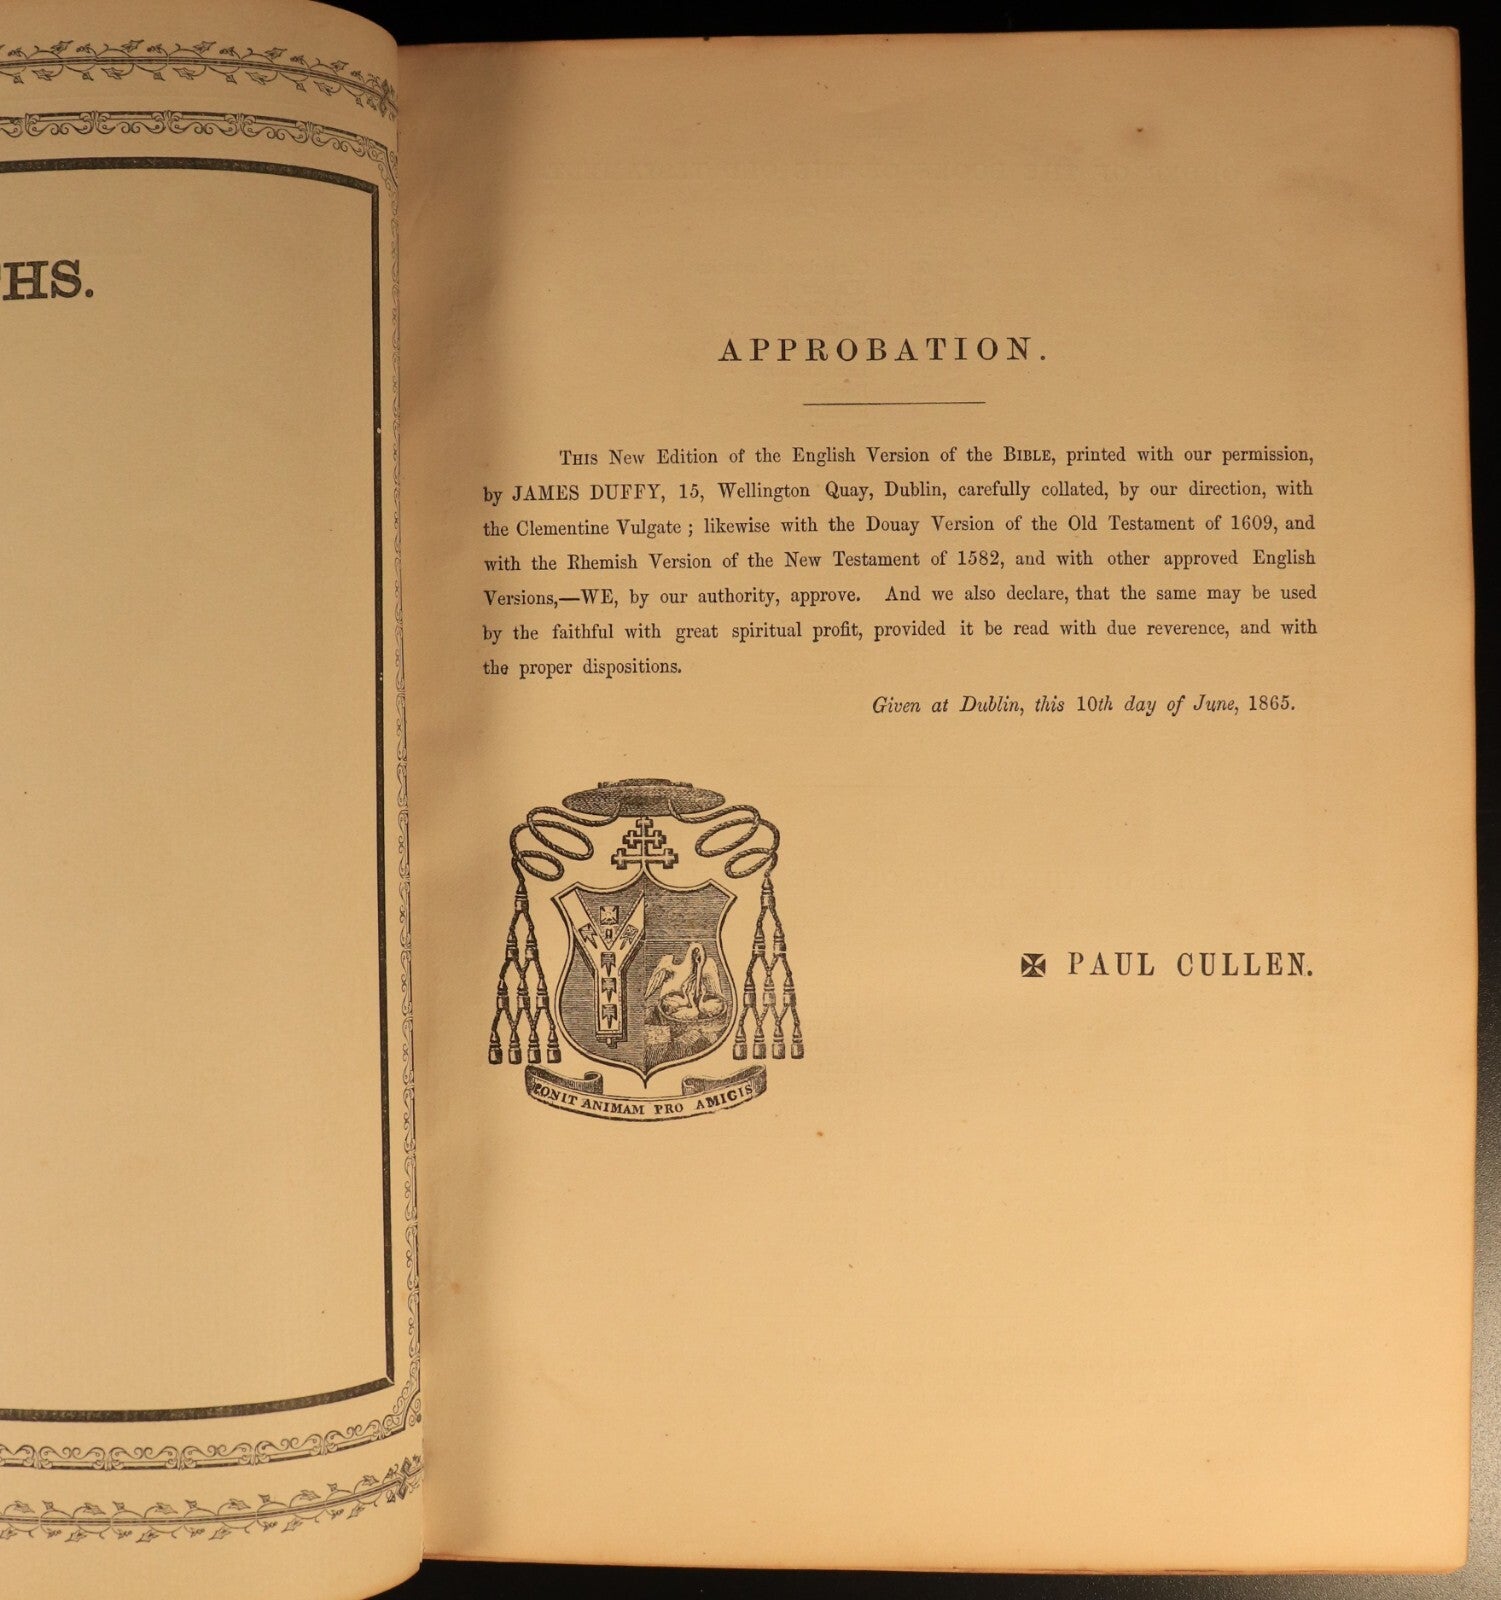 HS.
APPROBATION.
THIS New Edition of the English Version of the BIBLE, printed with our permission,
by JAMES DUFFY, 15, Wellington Quay, Dublin, carefully collated, by our direction, with
the Clementine Vulgate ; likewise with the Douay Version of the Old Testament of 1609, and
with the Rhemish Version of the New Testament of 1582, and with other approved English
Versions,—WE, by our authority, approve. And we also declare, that the same may be used
by the faithful with great spiritual profit, provided it be read with due reverence, and with
the proper dispositions.
Given at Dublin, this 10th day of June, 1865.
✠ PAUL CULLEN.
PONIT ANIMAM PRO AMICIS